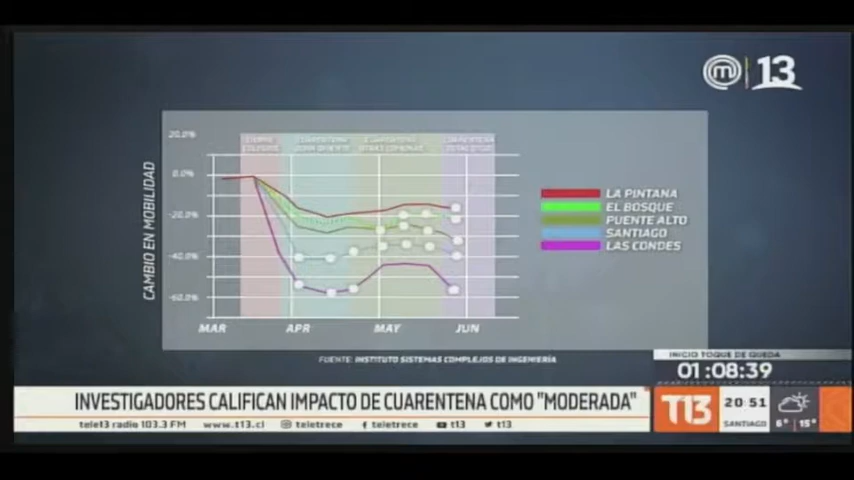 13
20.0%
0.0%
-20.0%
-40.0%
-60.0%
CAMBIO EN MOBILIDAD
CUARENTENA
MAR APR MAY JUN
LA PINTANA
EL BOSQUE
PUENTE ALTO
SANTIAGO
LAS CONDES
FUENTE: INSTITUTO SISTEMAS COMPLEJOS DE INGENIERÍA
INICIO TOQUE DE QUEDA
01:08:39
INVESTIGADORES CALIFICAN IMPACTO DE CUARENTENA COMO "MODERADA"
T13
20:51
SANTIAGO
6° 15°
tele13 radio 103.3 FM www.t13.cl teletrece teletrece t13 t13